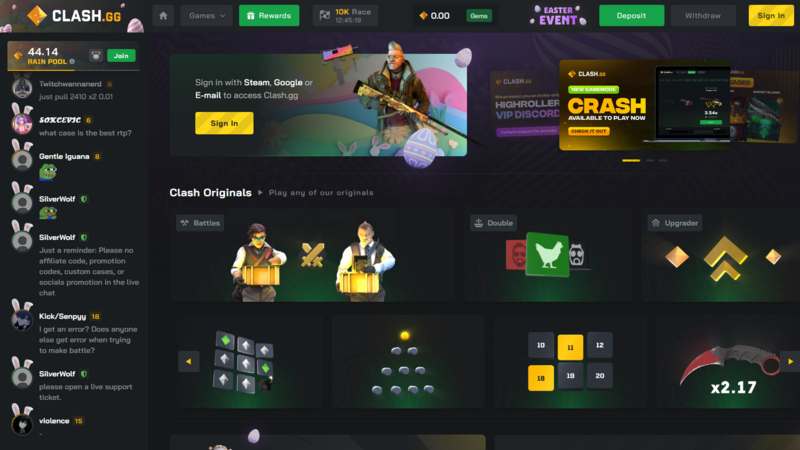 CLASH.GG
Games
Rewards
10K Race
12:45:19
0.00
Gems
EASTER
EVENT
Deposit
Withdraw
Sign In
44.14
RAIN POOL
Join
Twitchwannanerd 9
just pull 2410 x2 0.01
SOXCEVIC 6
what case is the best rtp?
Gentle Iguana 8
SilverWolf
SilverWolf
Just a reminder: Please no
affiliate code, promotion
codes, custom cases, or
socials promotion in the live
chat
Kick/Senpyy 18
I get an error? Does anyone
else get error when trying
to make battle?
SilverWolf
please open a live support
ticket.
violence 15
Sign in with Steam, Google or
E-mail to access Clash.gg
Sign In
CLASH.GG
HIGHROLLER
VIP DISCORD
CLASH.GG
NEW GAMEMODE
CRASH
AVAILABLE TO PLAY NOW
CHECK IT OUT
3.54x
Clash Originals
Play any of our originals
Battles
Double
Upgrader
10
11
12
18
19
20
x2.17